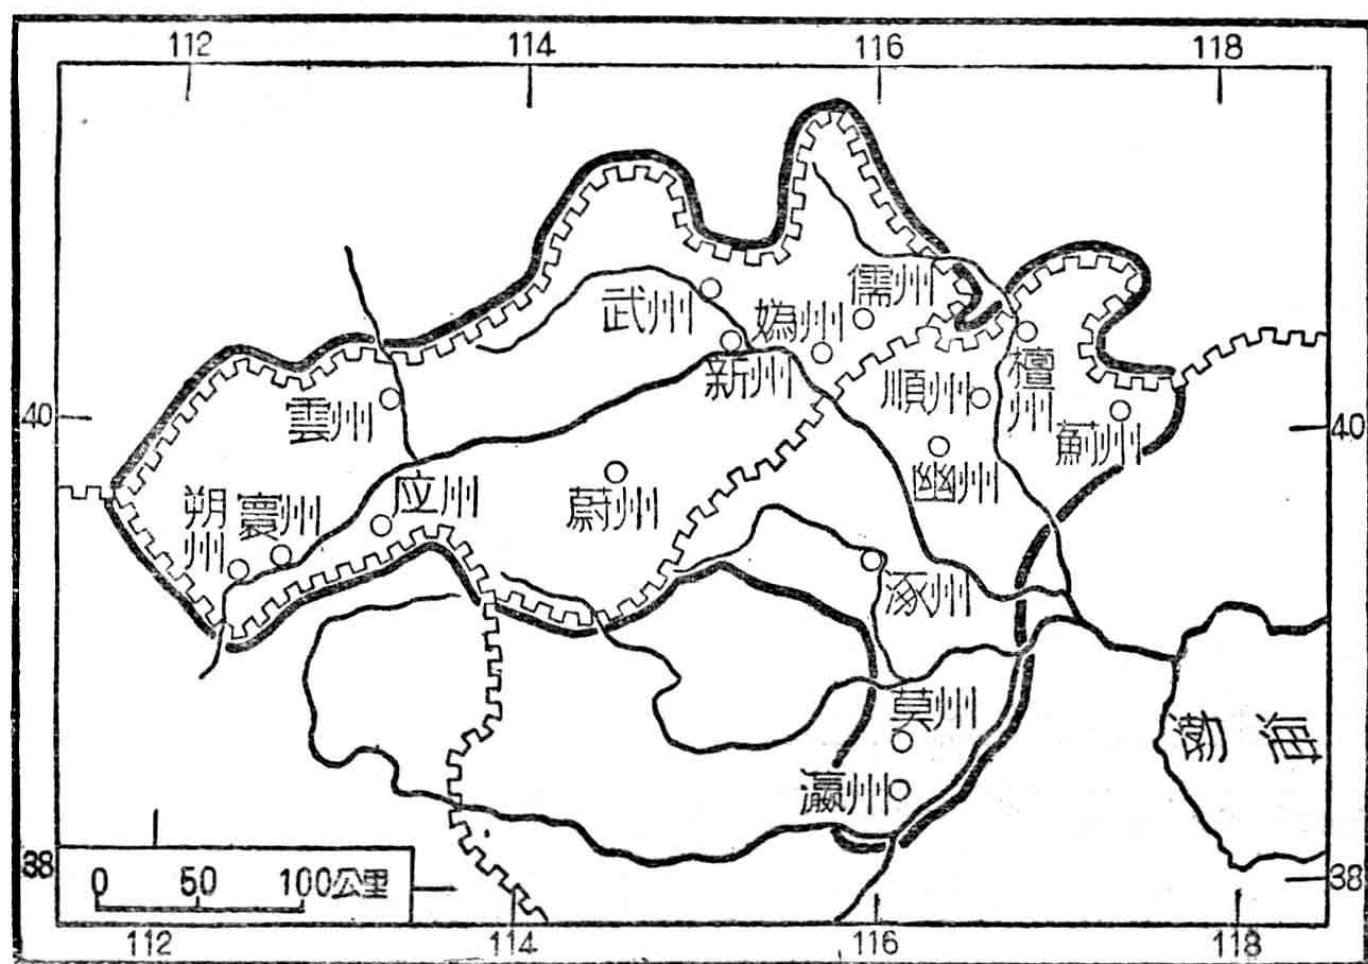 112 114 116 118
儒州
武州
媯州
新州
順州
檀州
40 40
雲州
薊州
幽州
应州
蔚州
朔州
寰州
涿州
莫州
渤海
瀛州
38 38
0 50 100公里
112 114 116 118